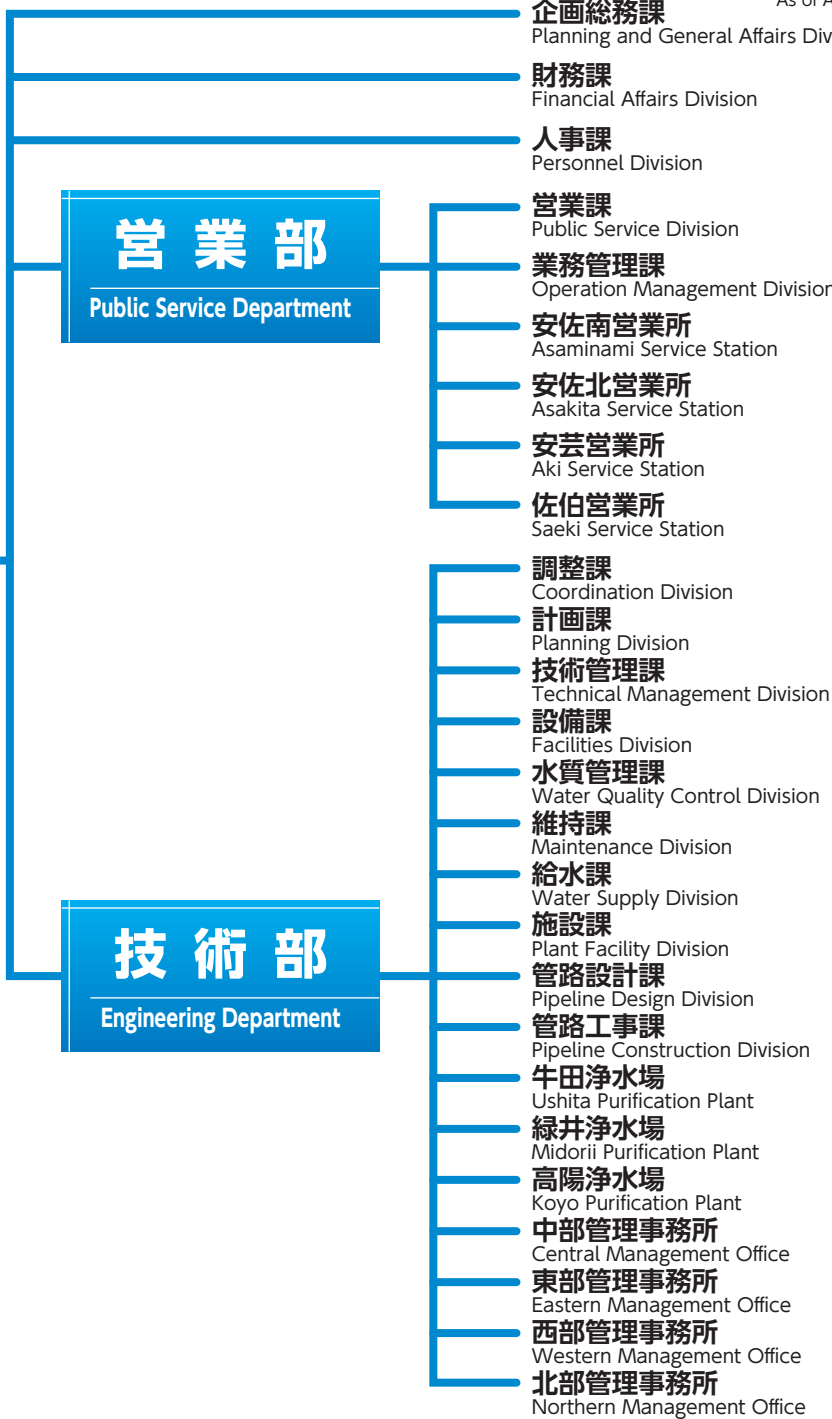 企画総務課
As of
Planning and General Affairs
財務課
Financial Affairs Division
人事課
Personnel Division
営業部
Public Service Department
営業課
Public Service Division
業務管理課
Operation Management Division
安佐南営業所
Asaminami Service Station
安佐北営業所
Asakita Service Station
安芸営業所
Aki Service Station
佐伯営業所
Saeki Service Station
技術部
Engineering Department
調整課
Coordination Division
計画課
Planning Division
技術管理課
Technical Management Division
設備課
Facilities Division
水質管理課
Water Quality Control Division
維持課
Maintenance Division
給水課
Water Supply Division
施設課
Plant Facility Division
管路設計課
Pipeline Design Division
管路工事課
Pipeline Construction Division
牛田浄水場
Ushita Purification Plant
緑井浄水場
Midorii Purification Plant
高陽浄水場
Koyo Purification Plant
中部管理事務所
Central Management Office
東部管理事務所
Eastern Management Office
西部管理事務所
Western Management Office
北部管理事務所
Northern Management Office